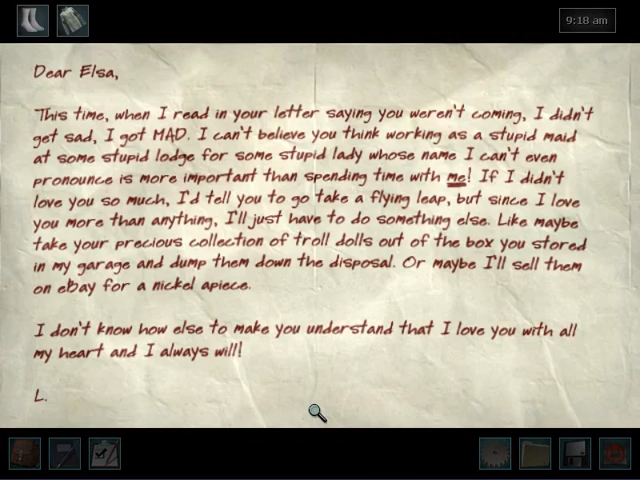 9:18 am
Dear Elsa,
This time, when I read in your letter saying you weren't coming, I didn't
get sad, I got MAD. I can't believe you think working as a stupid maid
at some stupid lodge for some stupid lady whose name I can't even
pronounce is more important than spending time with me! If I didn't
love you so much, I'd tell you to go take a flying leap, but since I love
you more than anything, I'll just have to do something else. Like maybe
take your precious collection of troll dolls out of the box you stored
in my garage and dump them down the disposal. Or maybe I'll sell them
on eBay for a nickel apiece.
I don't know how else to make you understand that I love you with all
my heart and I always will!
L.